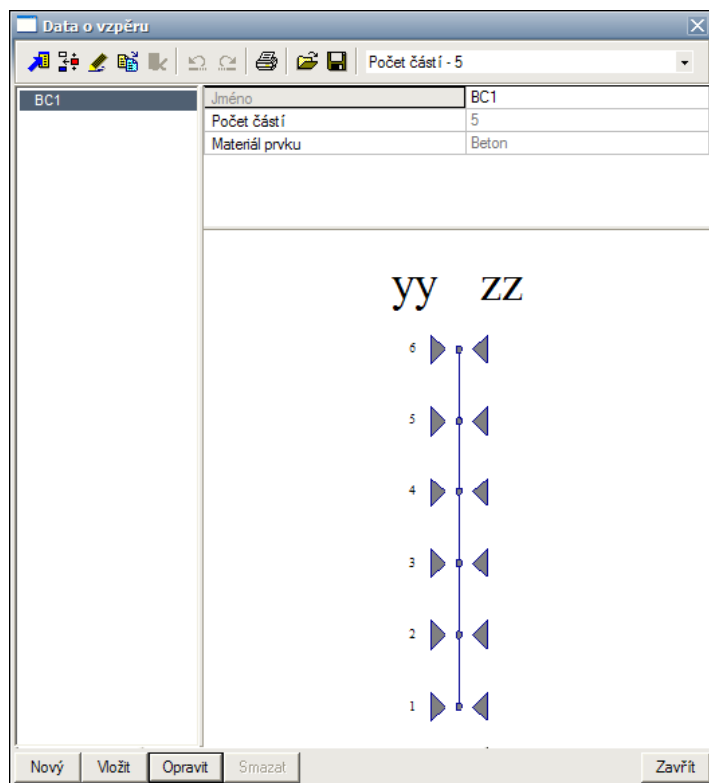 Data o vzpěru
Počet částí - 5
BC1
Jméno BC1
Počet částí 5
Materiál prvku Beton
yy zz
6
5
4
3
2
1
Nový Vložit Opravit Smazat Zavřít